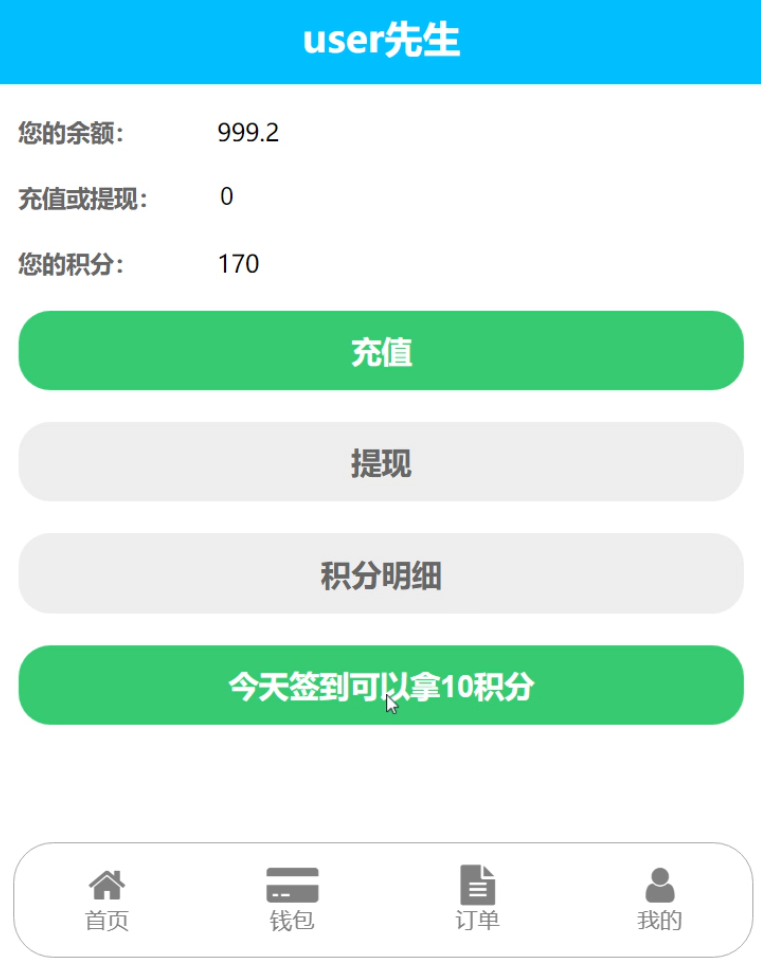 user先生
您的余额： 999.2
充值或提现： 0
您的积分： 170
充值
提现
积分明细
今天签到可以拿10积分
首页 钱包 订单 我的